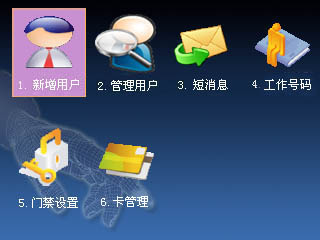 1. 新增用户
2. 管理用户
3. 短消息
4. 工作号码
5. 门禁设置
6. 卡管理